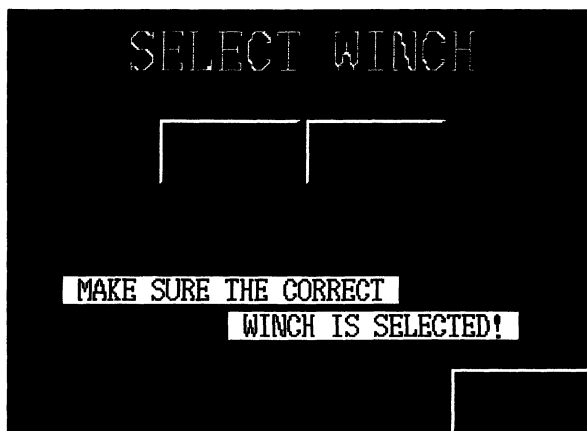 SELECT WINCH
MAKE SURE THE CORRECT
WINCH IS SELECTED!